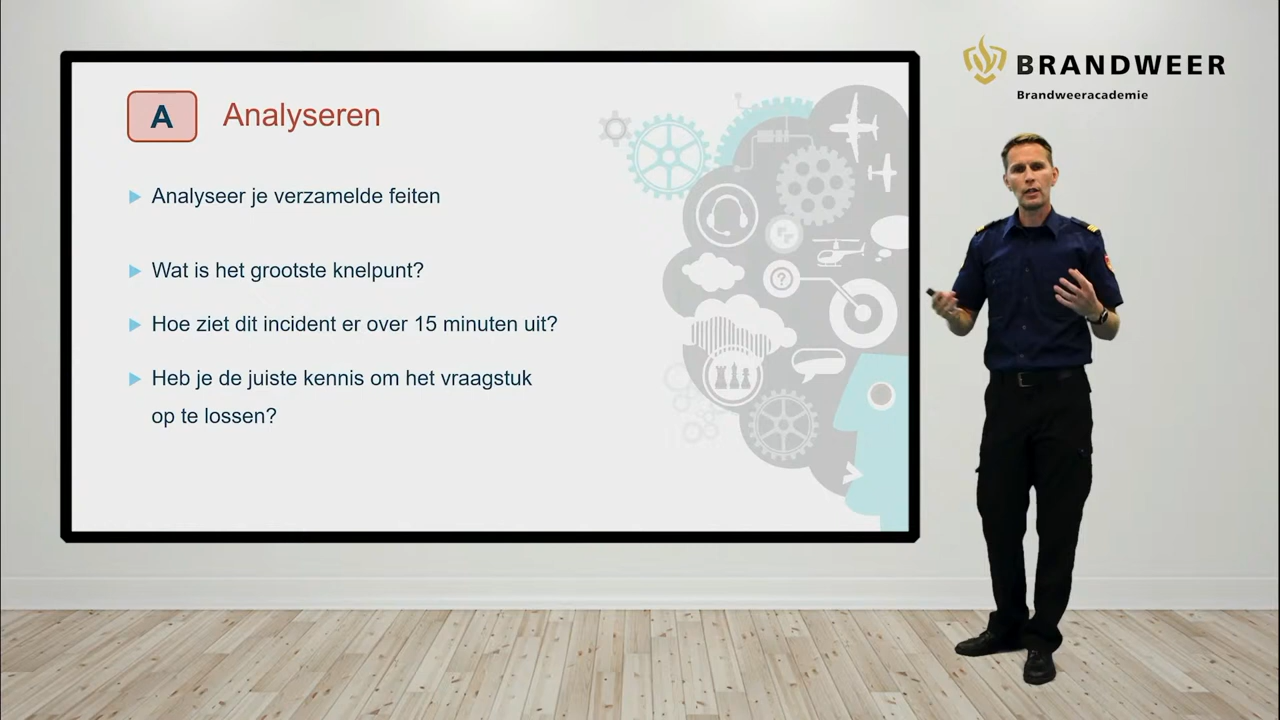 A
Analyseren
Analyseer je verzamelde feiten
Wat is het grootste knelpunt?
Hoe ziet dit incident er over 15 minuten uit?
Heb je de juiste kennis om het vraagstuk
op te lossen?
BRANDWEER
Brandweeracademie
?